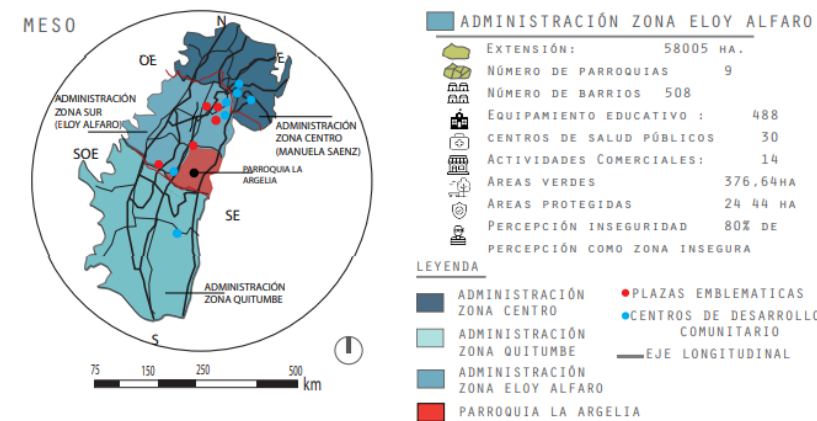 MESO
N
OE
E
ADMINISTRACIÓN
ZONA SUR
(ELOY ALFARO)
ADMINISTRACIÓN
ZONA CENTRO
(MANUELA SAENZ)
SOE
PARROQUIA LA
ARGELIA
SE
ADMINISTRACIÓN
ZONA QUITUMBE
S
75 150 250 500
km
ADMINISTRACIÓN ZONA ELOY ALFARO
EXTENSIÓN: 58005 HA.
NÚMERO DE PARROQUIAS 9
NÚMERO DE BARRIOS 508
EQUIPAMIENTO EDUCATIVO : 488
CENTROS DE SALUD PÚBLICOS 30
ACTIVIDADES COMERCIALES: 14
AREAS VERDES 376,64HA
AREAS PROTEGIDAS 24 44 HA
PERCEPCIÓN INSEGURIDAD 80% DE
PERCEPCIÓN COMO ZONA INSEGURA
LEYENDA
ADMINISTRACIÓN
ZONA CENTRO
ADMINISTRACIÓN
ZONA QUITUMBE
ADMINISTRACIÓN
ZONA ELOY ALFARO
PARROQUIA LA ARGELIA
PLAZAS EMBLEMATICAS
CENTROS DE DESARROLLO
COMUNITARIO
EJE LONGITUDINAL